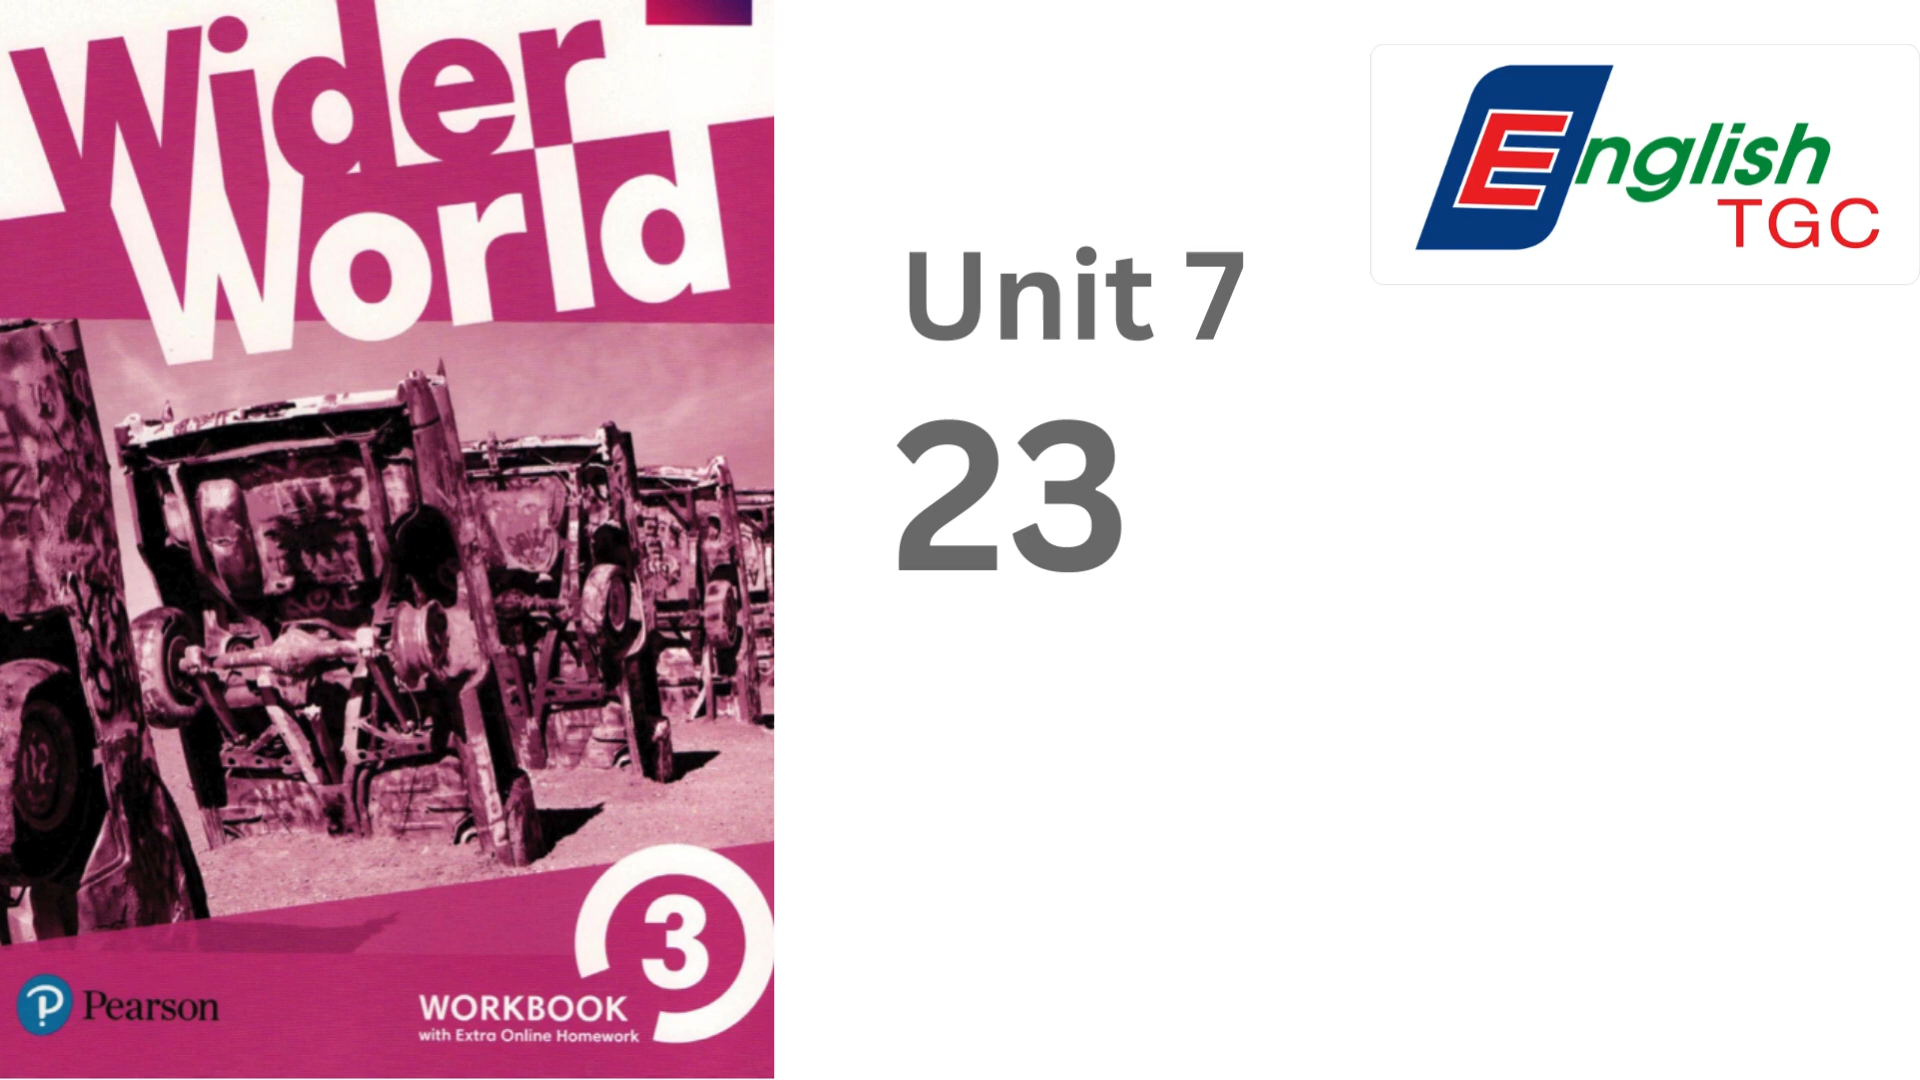 Wider
World
3
WORKBOOK
with Extra Online Homework
Pearson
Unit 7
23
English
TGC